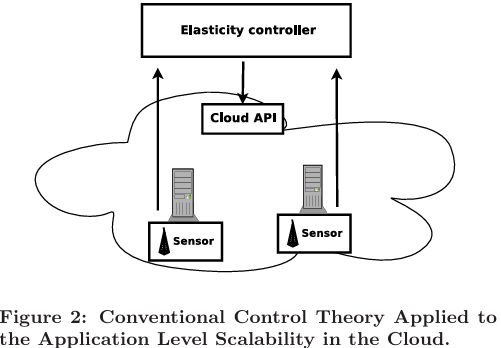 Elasticity controller
Cloud API
Sensor
Sensor
Figure 2: Conventional Control Theory Applied to
the Application Level Scalability in the Cloud.